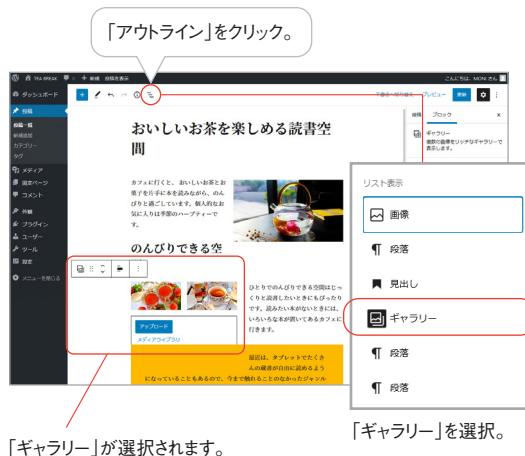 「アウトライン」をクリック。
TEA BREAK
新規 投稿を表示
こんにちは、MONI さん
ダッシュボード
投稿
投稿一覧
新規追加
カテゴリー
タグ
メディア
固定ページ
コメント
外観
プラグイン
ユーザー
ツール
設定
メニューを閉じる
下書きへ切り替え
プレビュー
更新
投稿
ブロック
ギャラリー
複数の画像をリッチなギャラリーで
表示します。
おいしいお茶を楽しめる読書空
間
カフェに行くと、おいしいお茶とお
菓子を片手に本を読みながら、のん
びりと過ごしています。個人的なお
気に入りは季節のハーブティーで
す。
のんびりできる空
ひとりでのんびりできる空間はじっ
くりと読書したいときにもぴったり
です。読みたい本がないときには、
いろいろな本が置いてあるカフェに
行きます。
アップロード
メディアライブラリ
最近は、タブレットでたくさ
んの蔵書が自由に読めるよう
になっていることもあるので、今まで触れることのなかったジャンル
リスト表示
画像
段落
見出し
ギャラリー
段落
段落
「ギャラリー」を選択。
「ギャラリー」が選択されます。